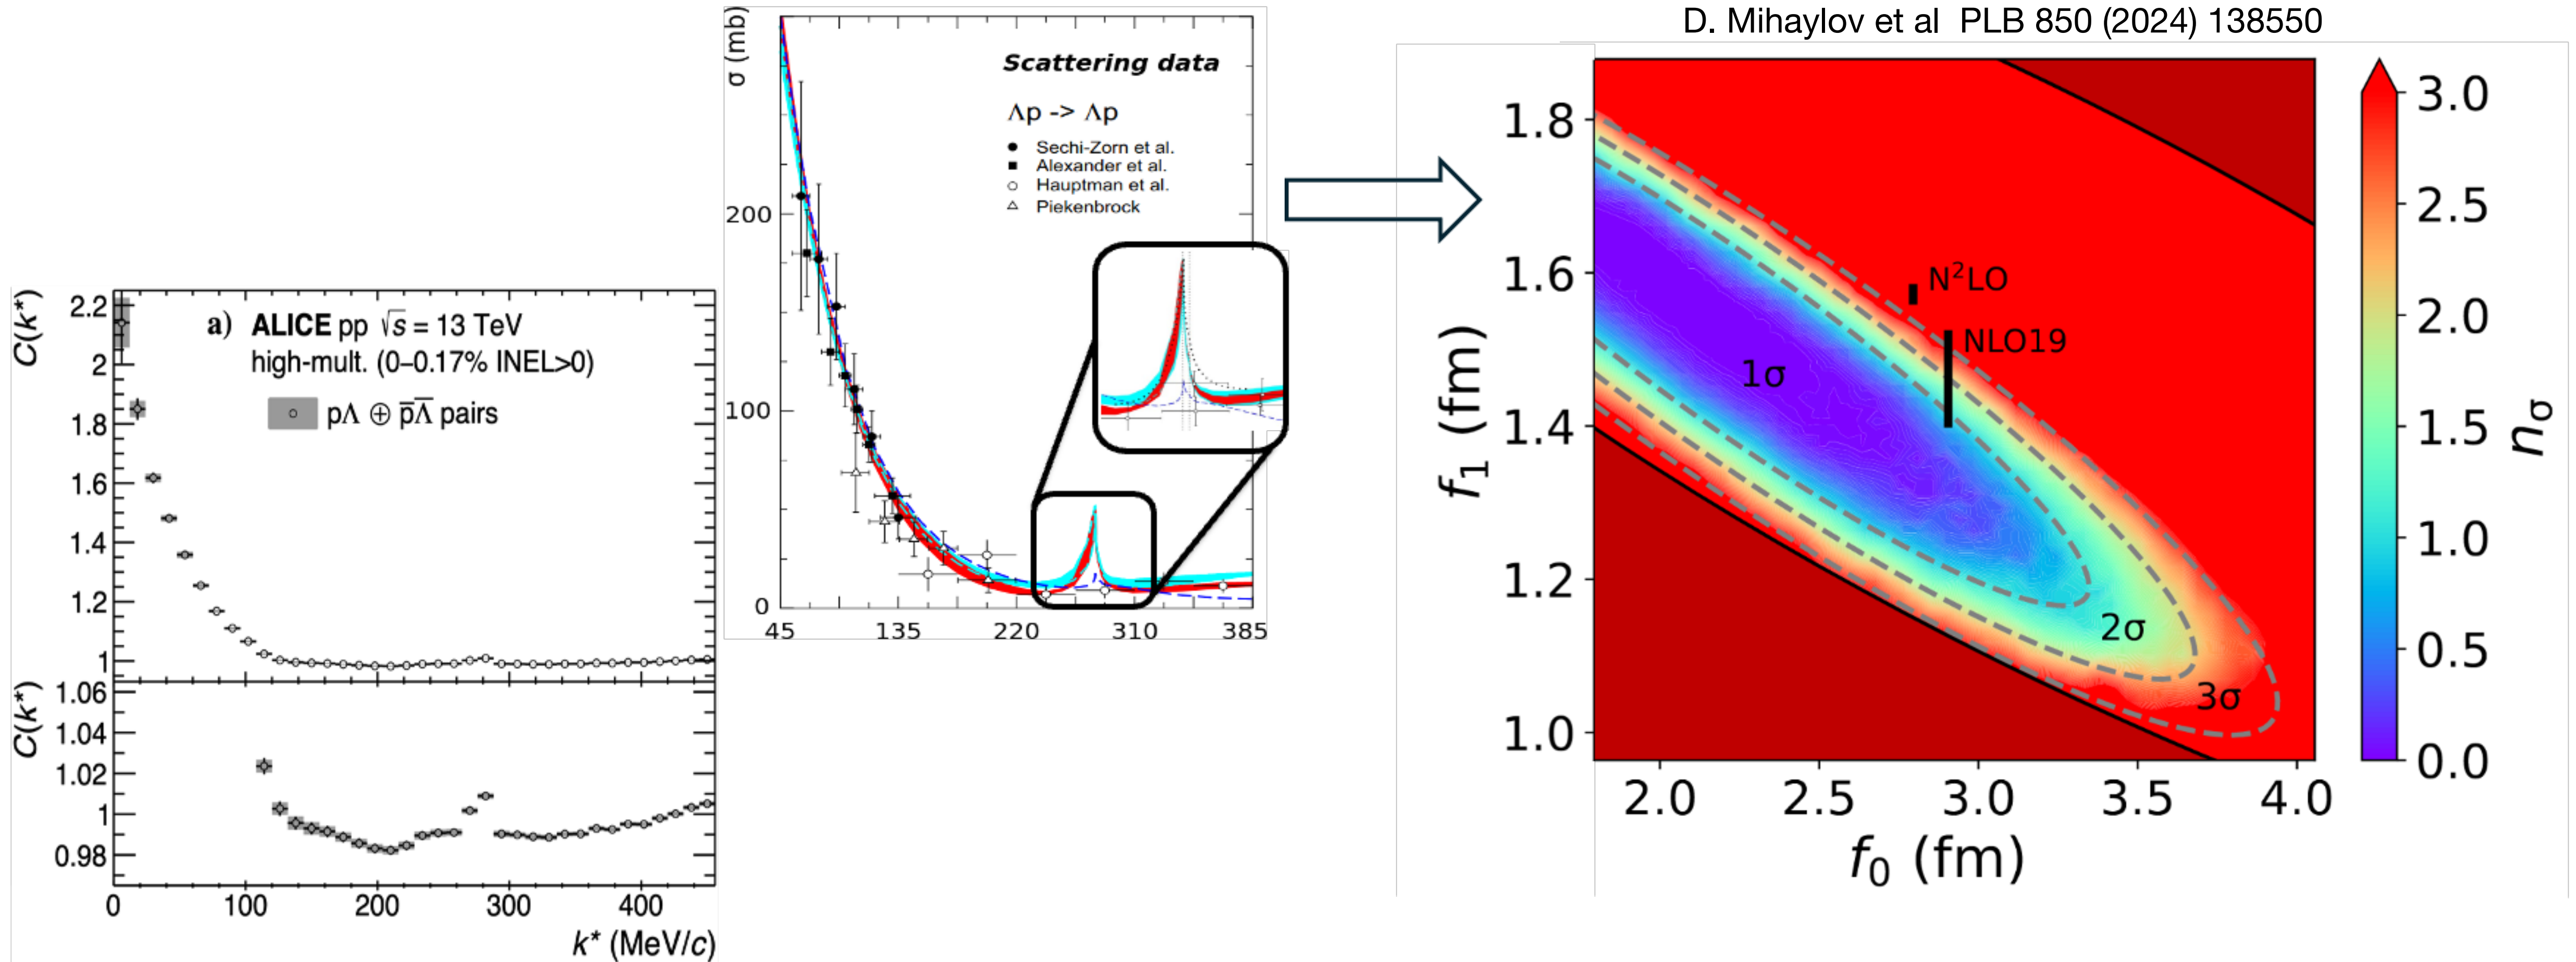 D. Mihaylov et al PLB 850 (2024) 138550
C(k*)
2.2
2
1.8
1.6
1.4
1.2
1
a) ALICE pp √s = 13 TeV
high-mult. (0–0.17% INEL>0)
pΛ ⊕ p̅Λ̅ pairs
C(k*)
1.06
1.04
1.02
1
0.98
0 100 200 300 400
k* (MeV/c)
σ (mb)
200
100
0
Scattering data
Λp -> Λp
Sechi-Zorn et al.
Alexander et al.
Hauptman et al.
Piekenbrock
45 135 220 310 385
f₁ (fm)
1.8
1.6
1.4
1.2
1.0
N²LO
NLO19
1σ
2σ
3σ
2.0 2.5 3.0 3.5 4.0
f₀ (fm)
3.0
2.5
2.0
1.5
1.0
0.5
0.0
nσ